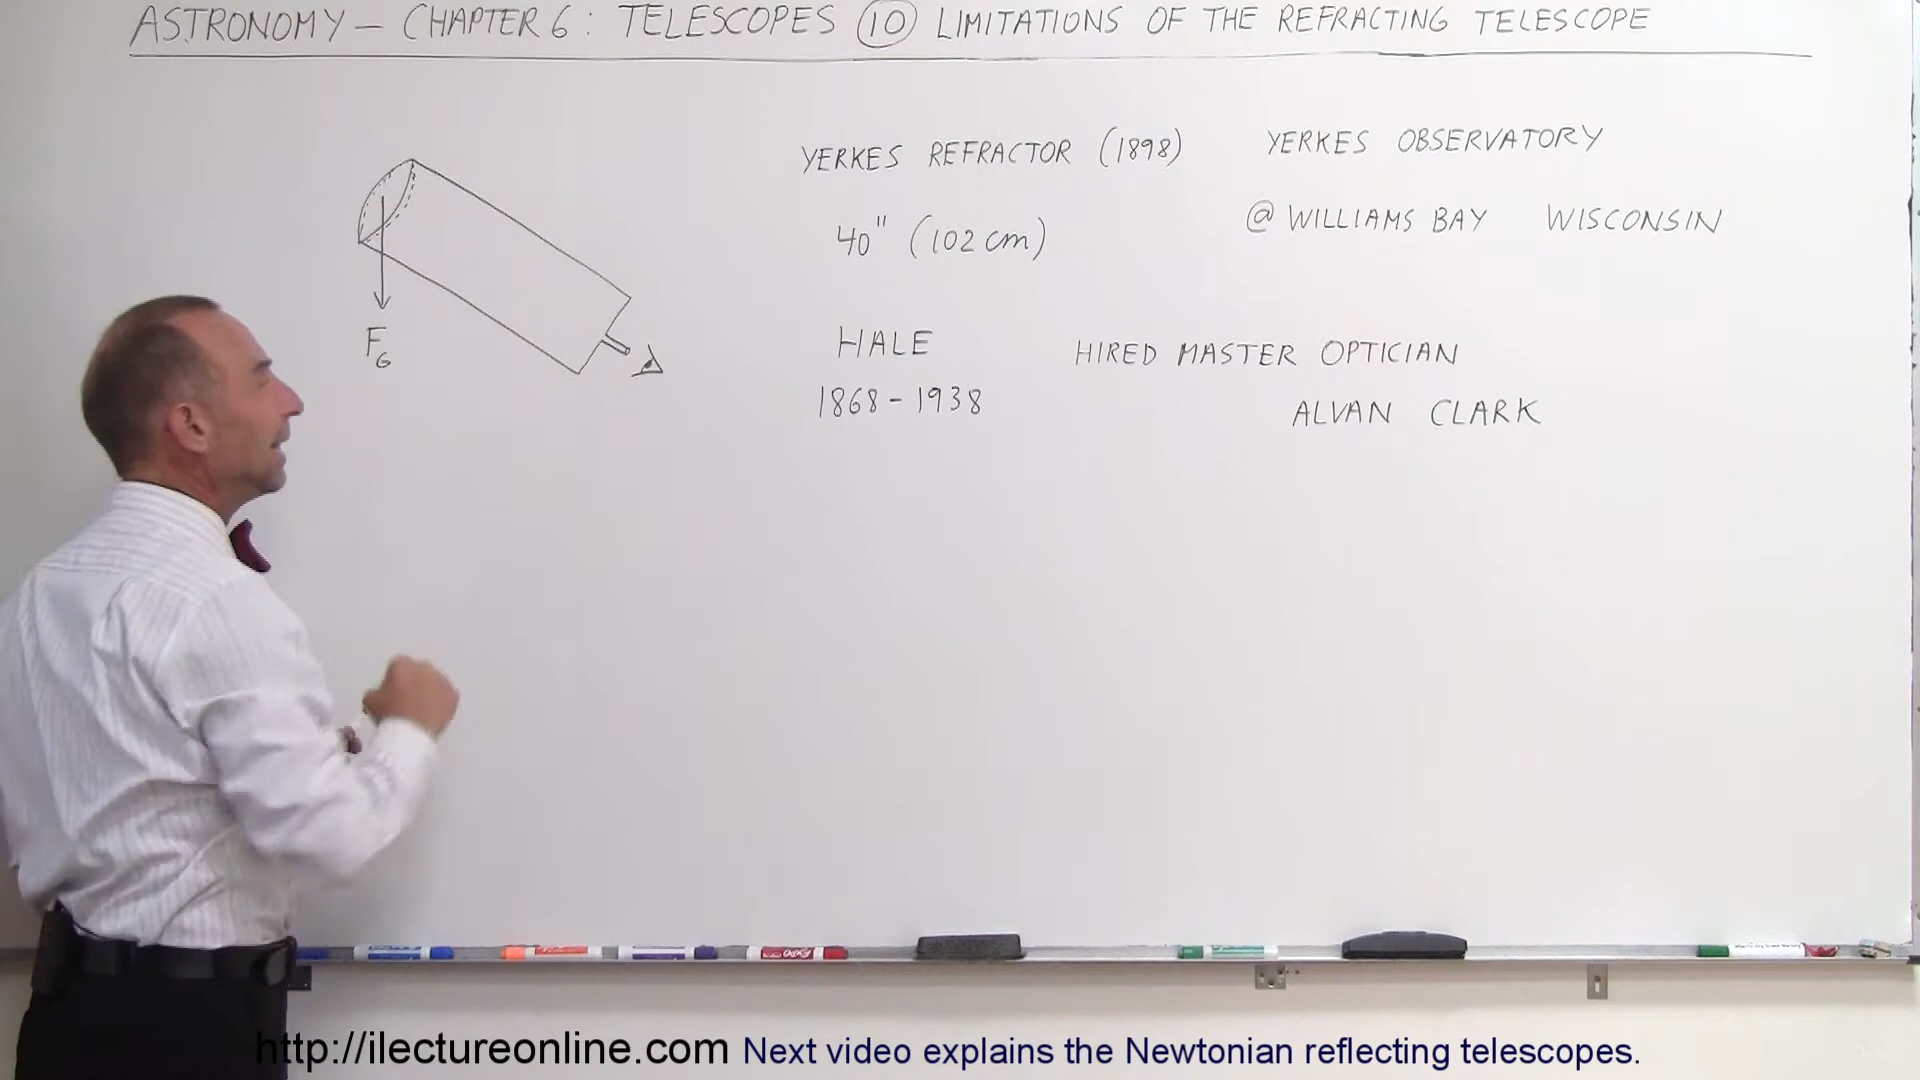 ASTRONOMY — CHAPTER 6: TELESCOPES 10 LIMITATIONS OF THE REFRACTING TELESCOPE
YERKES REFRACTOR (1898)
YERKES OBSERVATORY
40" (102 cm)
@ WILLIAMS BAY WISCONSIN
F_G
HALE
1868 - 1938
HIRED MASTER OPTICIAN
ALVAN CLARK
http://ilectureonline.com Next video explains the Newtonian reflecting telescopes.